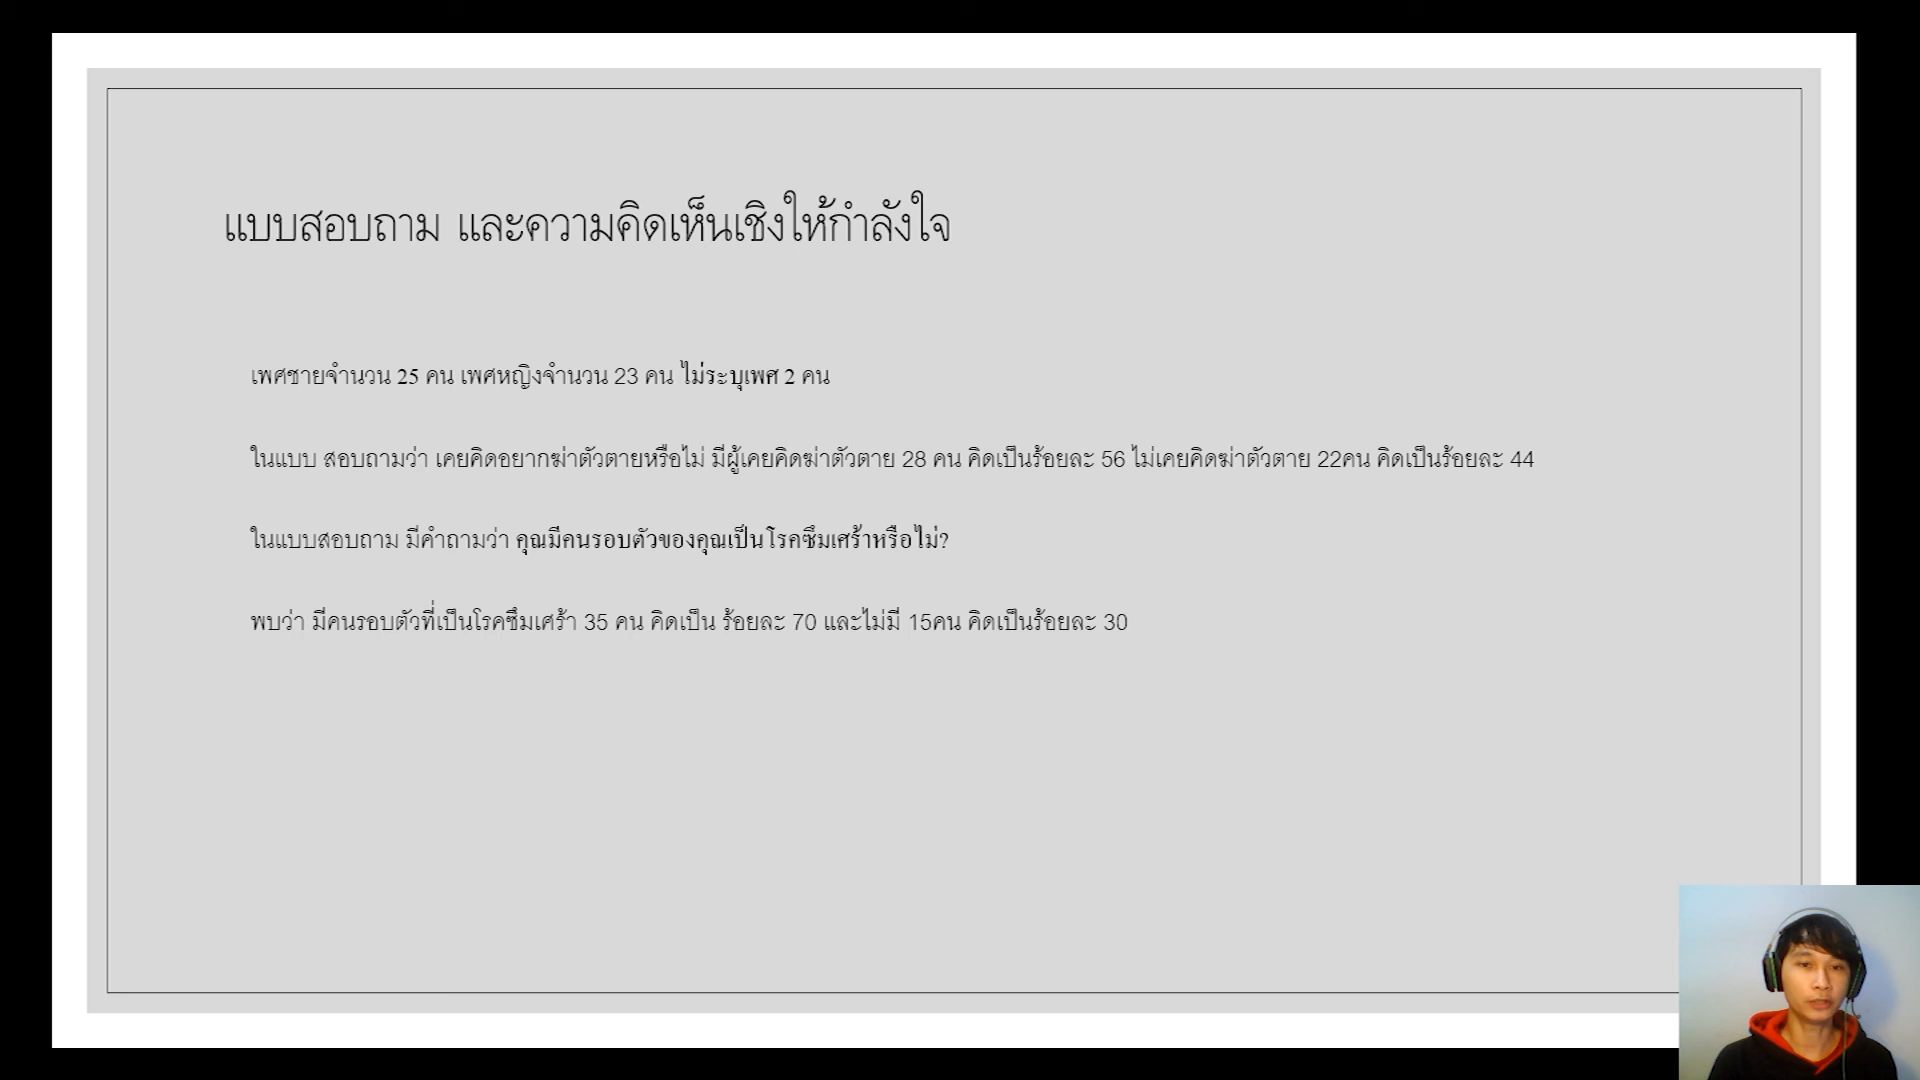 แบบสอบถาม และความคิดเห็นเชิงให้กำลังใจ
เพศชายจำนวน 25 คน เพศหญิงจำนวน 23 คน ไม่ระบุเพศ 2 คน
ในแบบ สอบถามว่า เคยคิดอยากฆ่าตัวตายหรือไม่ มีผู้เคยคิดฆ่าตัวตาย 28 คน คิดเป็นร้อยละ 56 ไม่เคยคิดฆ่าตัวตาย 22คน คิดเป็นร้อยละ 44
ในแบบสอบถาม มีคำถามว่า คุณมีคนรอบตัวของคุณเป็นโรคซึมเศร้าหรือไม่?
พบว่า มีคนรอบตัวที่เป็นโรคซึมเศร้า 35 คน คิดเป็น ร้อยละ 70 และไม่มี 15คน คิดเป็นร้อยละ 30